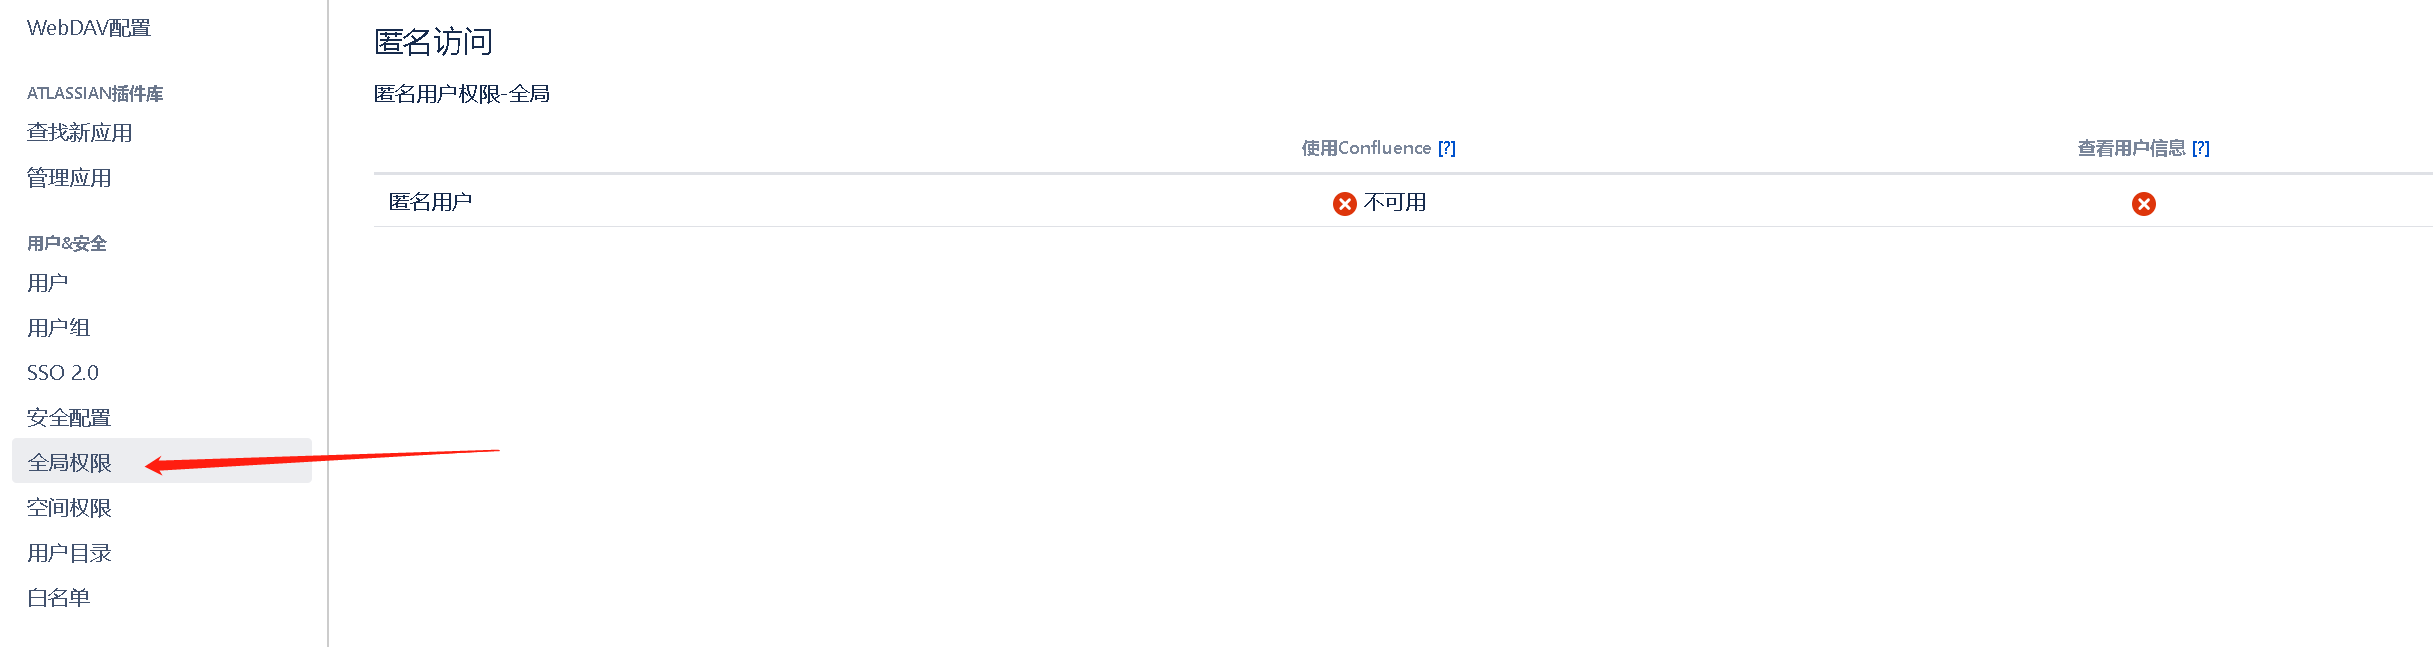 WebDAV配置
ATLASSIAN插件库
查找新应用
管理应用
用户&安全
用户
用户组
SSO 2.0
安全配置
全局权限
空间权限
用户目录
白名单
匿名访问
匿名用户权限-全局
使用Confluence [?] 查看用户信息 [?]
匿名用户 不可用